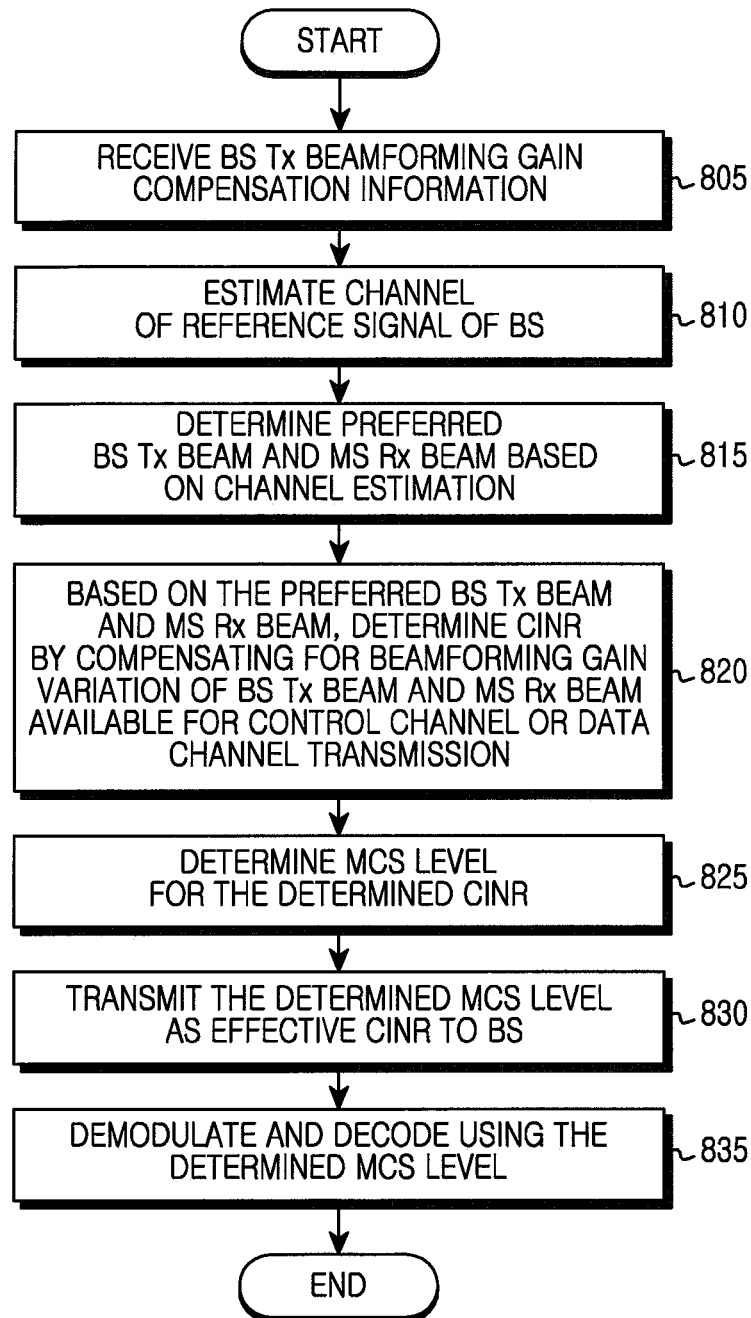 START
RECEIVE BS Tx BEAMFORMING GAIN
COMPENSATION INFORMATION
805
ESTIMATE CHANNEL
OF REFERENCE SIGNAL OF BS
810
DETERMINE PREFERRED
BS Tx BEAM AND MS Rx BEAM BASED
ON CHANNEL ESTIMATION
815
BASED ON THE PREFERRED BS Tx BEAM
AND MS Rx BEAM, DETERMINE CINR
BY COMPENSATING FOR BEAMFORMING GAIN
VARIATION OF BS Tx BEAM AND MS Rx BEAM
AVAILABLE FOR CONTROL CHANNEL OR DATA
CHANNEL TRANSMISSION
820
DETERMINE MCS LEVEL
FOR THE DETERMINED CINR
825
TRANSMIT THE DETERMINED MCS LEVEL
AS EFFECTIVE CINR TO BS
830
DEMODULATE AND DECODE USING THE
DETERMINED MCS LEVEL
835
END